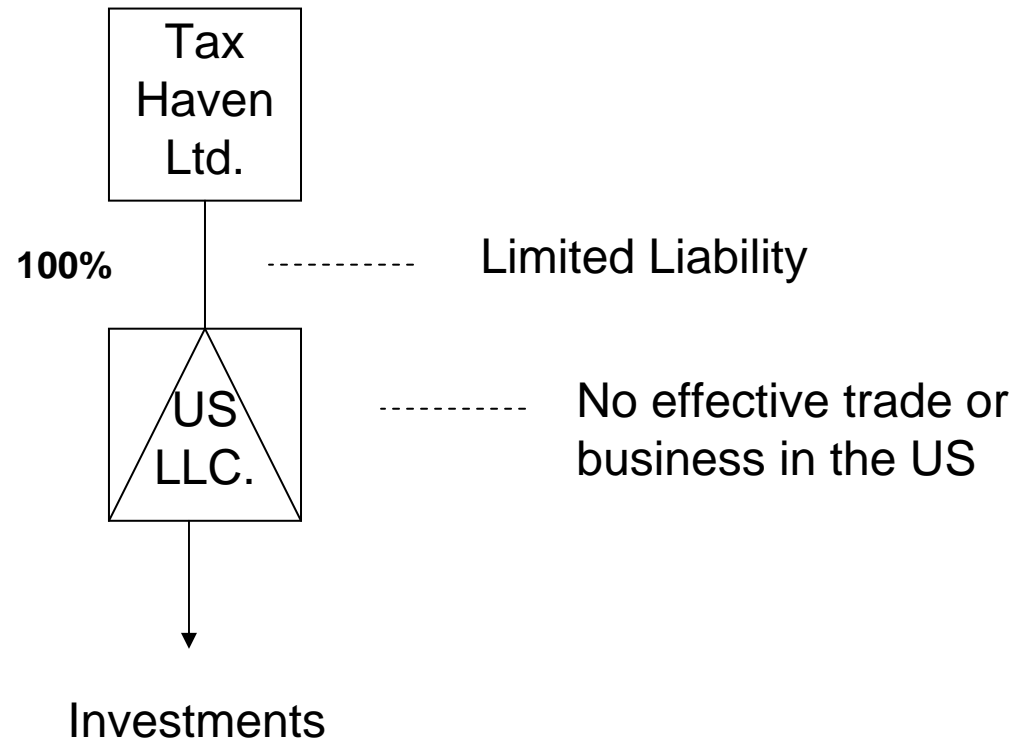 Tax
Haven
Ltd.
100%
Limited Liability
US
LLC.
No effective trade or
business in the US
Investments